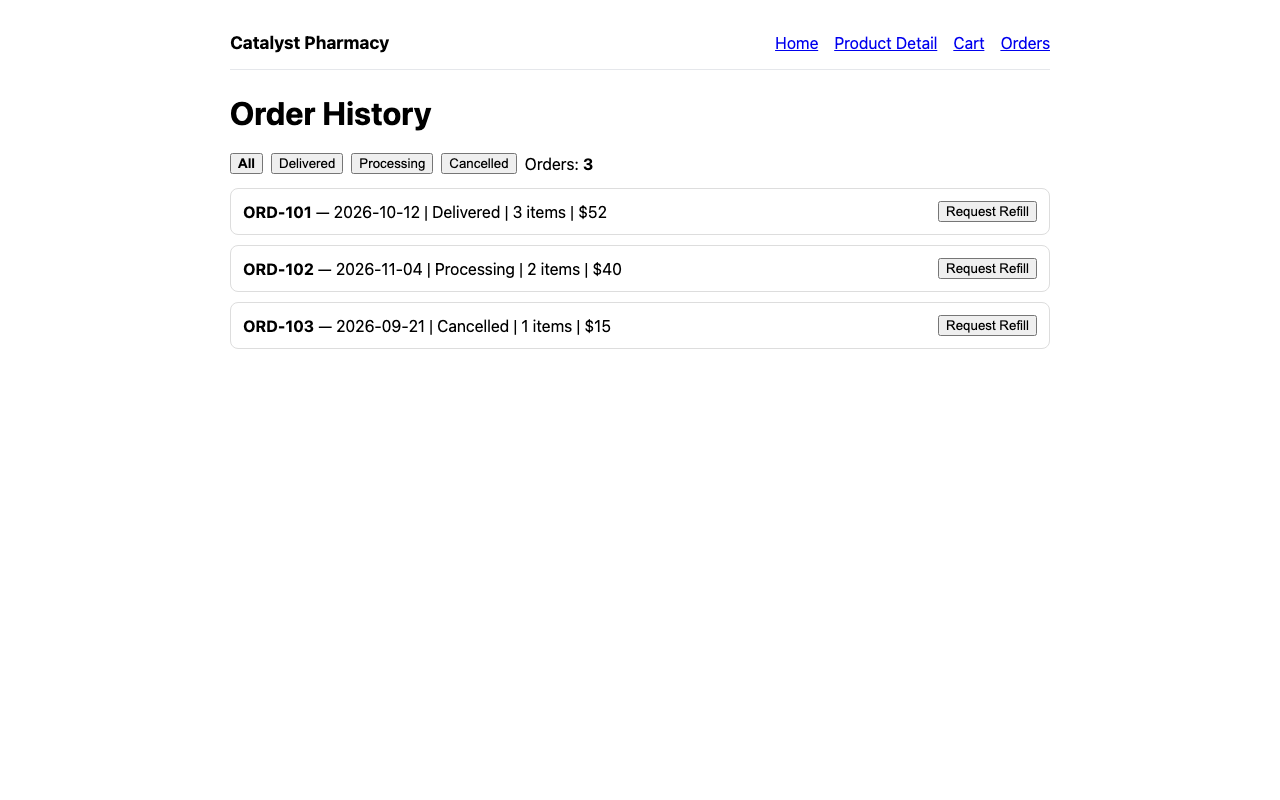 Catalyst Pharmacy Home Product Detail Cart Orders
Order History
All Delivered Processing Cancelled Orders: 3
ORD-101 — 2026-10-12 | Delivered | 3 items | $52 Request Refill
ORD-102 — 2026-11-04 | Processing | 2 items | $40 Request Refill
ORD-103 — 2026-09-21 | Cancelled | 1 items | $15 Request Refill